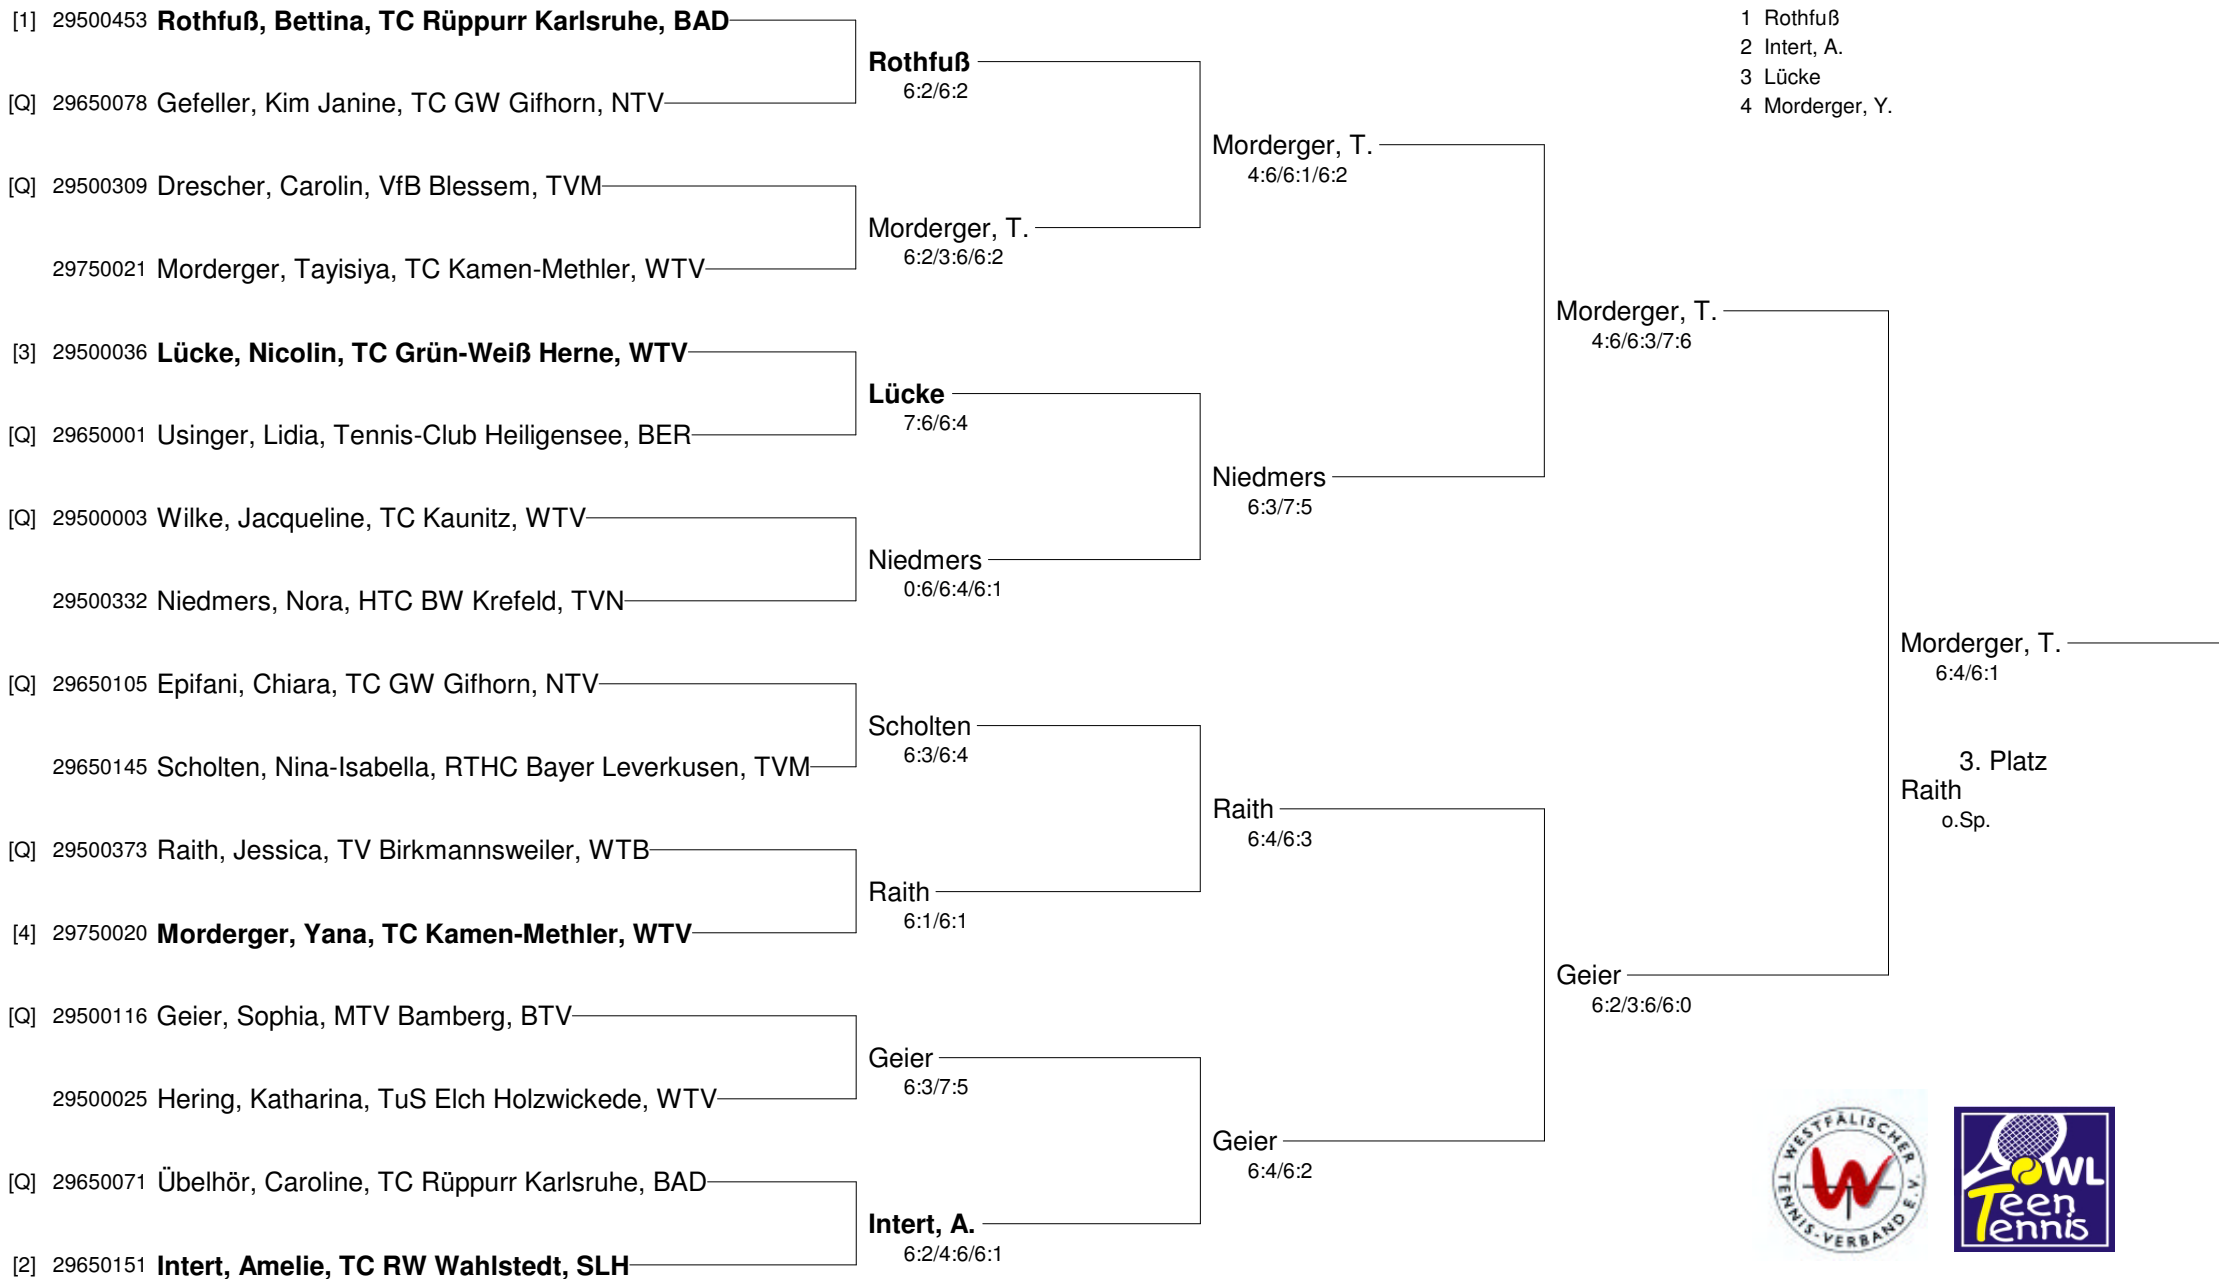 [1] 29500453 Rothfuß, Bettina, TC Rüppurr Karlsruhe, BAD
[Q] 29650078 Gefeller, Kim Janine, TC GW Gifhorn, NTV
[Q] 29500309 Drescher, Carolin, VfB Blessem, TVM
29750021 Morderger, Tayisiya, TC Kamen-Methler, WTV
[3] 29500036 Lücke, Nicolin, TC Grün-Weiß Herne, WTV
[Q] 29650001 Usinger, Lidia, Tennis-Club Heiligensee, BER
[Q] 29500003 Wilke, Jacqueline, TC Kaunitz, WTV
29500332 Niedmers, Nora, HTC BW Krefeld, TVN
[Q] 29650105 Epifani, Chiara, TC GW Gifhorn, NTV
29650145 Scholten, Nina-Isabella, RTHC Bayer Leverkusen, TVM
[Q] 29500373 Raith, Jessica, TV Birkmannsweiler, WTB
[4] 29750020 Morderger, Yana, TC Kamen-Methler, WTV
[Q] 29500116 Geier, Sophia, MTV Bamberg, BTV
29500025 Hering, Katharina, TuS Elch Holzwickede, WTV
[Q] 29650071 Übelhör, Caroline, TC Rüppurr Karlsruhe, BAD
[2] 29650151 Intert, Amelie, TC RW Wahlstedt, SLH
Rothfuß
6:2/6:2
Morderger, T.
6:2/3:6/6:2
Lücke
7:6/6:4
Niedmers
0:6/6:4/6:1
Scholten
6:3/6:4
Raith
6:1/6:1
Geier
6:3/7:5
Intert, A.
6:2/4:6/6:1
Morderger, T.
4:6/6:1/6:2
Niedmers
6:3/7:5
Raith
6:4/6:3
Geier
6:4/6:2
Morderger, T.
4:6/6:3/7:6
Geier
6:2/3:6/6:0
Morderger, T.
6:4/6:1
3. Platz
Raith
o.Sp.
1 Rothfuß
2 Intert, A.
3 Lücke
4 Morderger, Y.
WESTFÄLISCHER TENNIS-VERBAND E.V.
OWL
Teen
Tennis